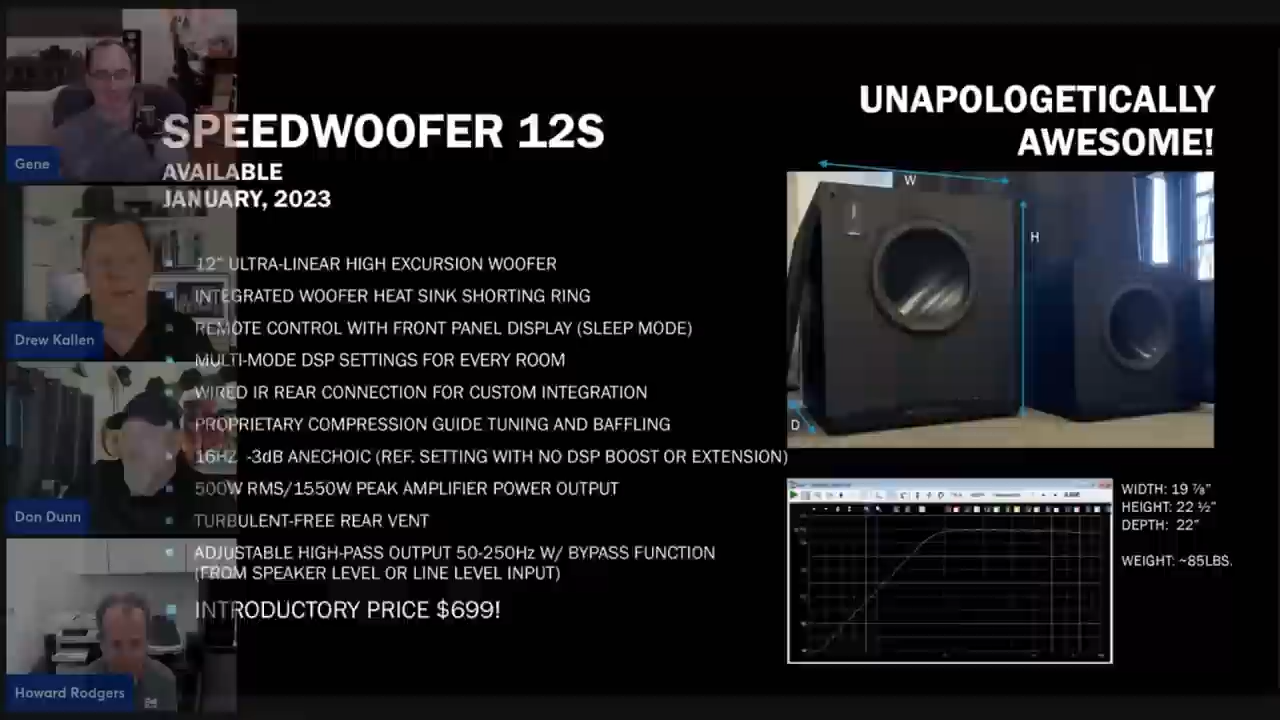 Gene
Drew Kallen
Don Dunn
Howard Rodgers
SPEEDWOOFER 12S
AVAILABLE
JANUARY, 2023
12" ULTRA-LINEAR HIGH EXCURSION WOOFER
INTEGRATED WOOFER HEAT SINK SHORTING RING
REMOTE CONTROL WITH FRONT PANEL DISPLAY (SLEEP MODE)
MULTI-MODE DSP SETTINGS FOR EVERY ROOM
WIRED IR REAR CONNECTION FOR CUSTOM INTEGRATION
PROPRIETARY COMPRESSION GUIDE TUNING AND BAFFLING
16HZ -3dB ANECHOIC (REF. SETTING WITH NO DSP BOOST OR EXTENSION)
500W RMS/1550W PEAK AMPLIFIER POWER OUTPUT
TURBULENT-FREE REAR VENT
ADJUSTABLE HIGH-PASS OUTPUT 50-250Hz W/ BYPASS FUNCTION
(FROM SPEAKER LEVEL OR LINE LEVEL INPUT)
INTRODUCTORY PRICE $699!
UNAPOLOGETICALLY
AWESOME!
W
H
D
WIDTH: 19 ⅞"
HEIGHT: 22 ½"
DEPTH: 22"
WEIGHT: ~85LBS.